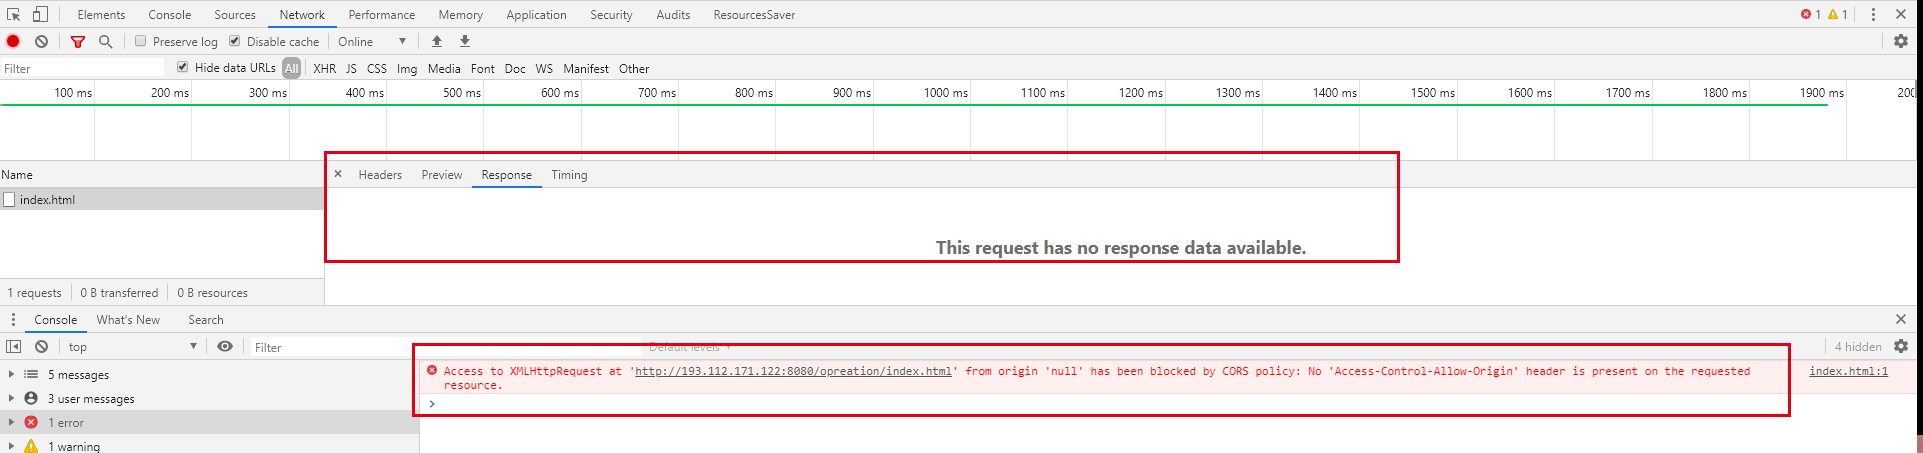 Elements Console Sources Network Performance Memory Application Security Audits ResourcesSaver 1 1
Preserve log Disable cache Online
Filter Hide data URLs All XHR JS CSS Img Media Font Doc WS Manifest Other
100 ms 200 ms 300 ms 400 ms 500 ms 600 ms 700 ms 800 ms 900 ms 1000 ms 1100 ms 1200 ms 1300 ms 1400 ms 1500 ms 1600 ms 1700 ms 1800 ms 1900 ms 200
Name × Headers Preview Response Timing
index.html
This request has no response data available.
1 requests 0 B transferred 0 B resources
Console What's New Search
top Filter Default levels 4 hidden
5 messages
3 user messages
1 error
1 warning
Access to XMLHttpRequest at 'http://193.112.171.122:8080/opreation/index.html' from origin 'null' has been blocked by CORS policy: No 'Access-Control-Allow-Origin' header is present on the requested index.html:1
resource.
>